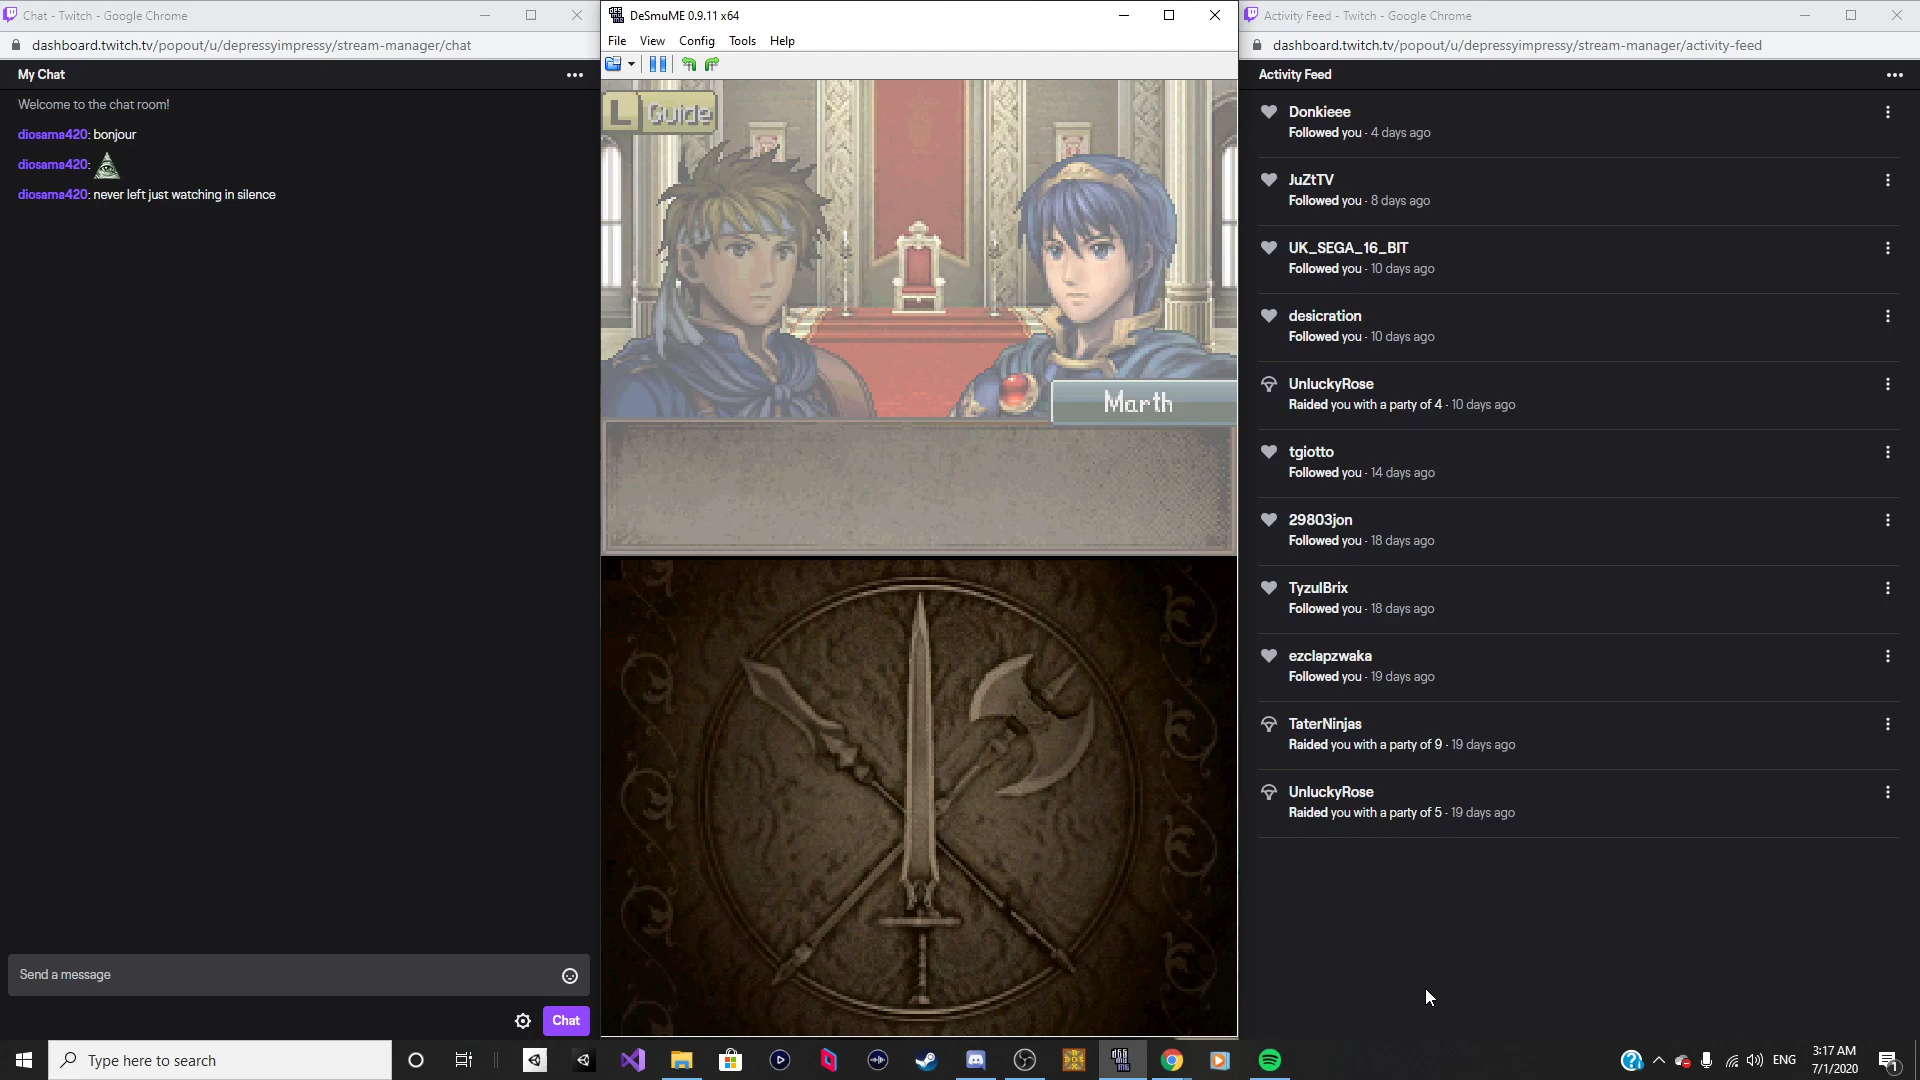 Chat - Twitch - Google Chrome
dashboard.twitch.tv/popout/u/depressyimpressy/stream-manager/chat
My Chat
Welcome to the chat room!
diosama420: bonjour
diosama420:
diosama420: never left just watching in silence
Send a message
Chat
DeSmuME 0.9.11 x64
File View Config Tools Help
L Guide
Marth
Activity Feed - Twitch - Google Chrome
dashboard.twitch.tv/popout/u/depressyimpressy/stream-manager/activity-feed
Activity Feed
Donkieee
Followed you · 4 days ago
JuZtTV
Followed you · 8 days ago
UK_SEGA_16_BIT
Followed you · 10 days ago
desicration
Followed you · 10 days ago
UnluckyRose
Raided you with a party of 4 · 10 days ago
tgiotto
Followed you · 14 days ago
29803jon
Followed you · 18 days ago
TyzulBrix
Followed you · 18 days ago
ezclapzwaka
Followed you · 19 days ago
TaterNinjas
Raided you with a party of 9 · 19 days ago
UnluckyRose
Raided you with a party of 5 · 19 days ago
Type here to search
ENG
3:17 AM
7/1/2020
1